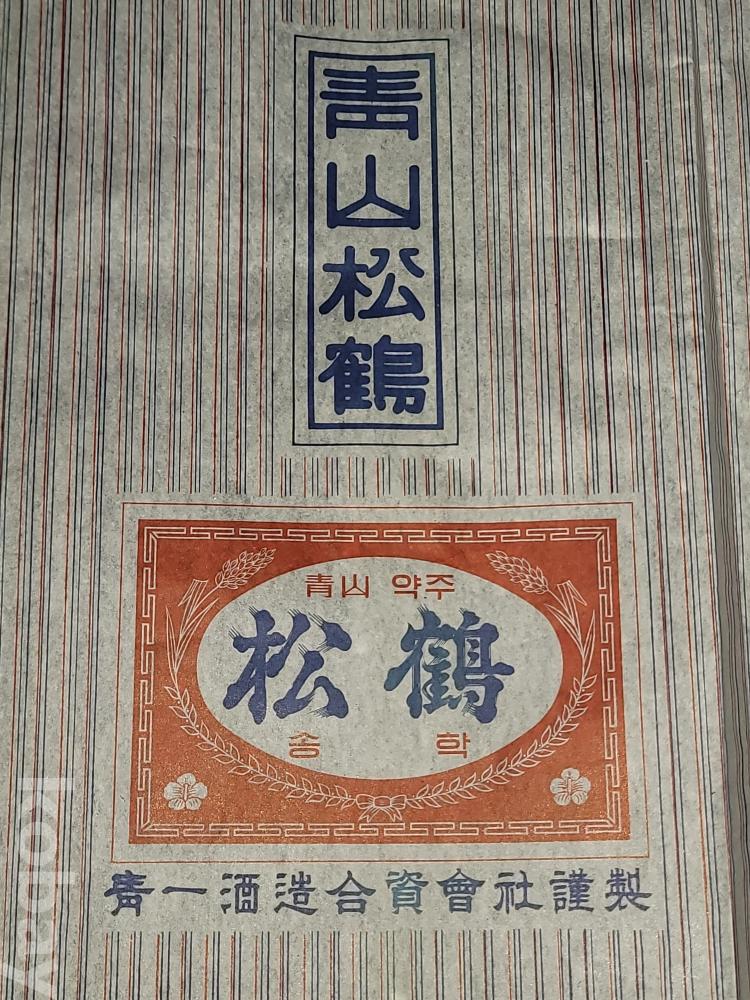 靑山松鶴
靑山 약주
松鶴
송학
靑一酒造合資會社謹製
kobay